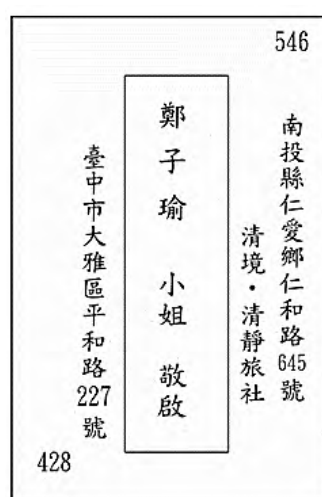 546
南投縣仁愛鄉仁和路645號
清境・清靜旅社
鄭子瑜 小姐 敬啟
臺中市大雅區平和路227號
428